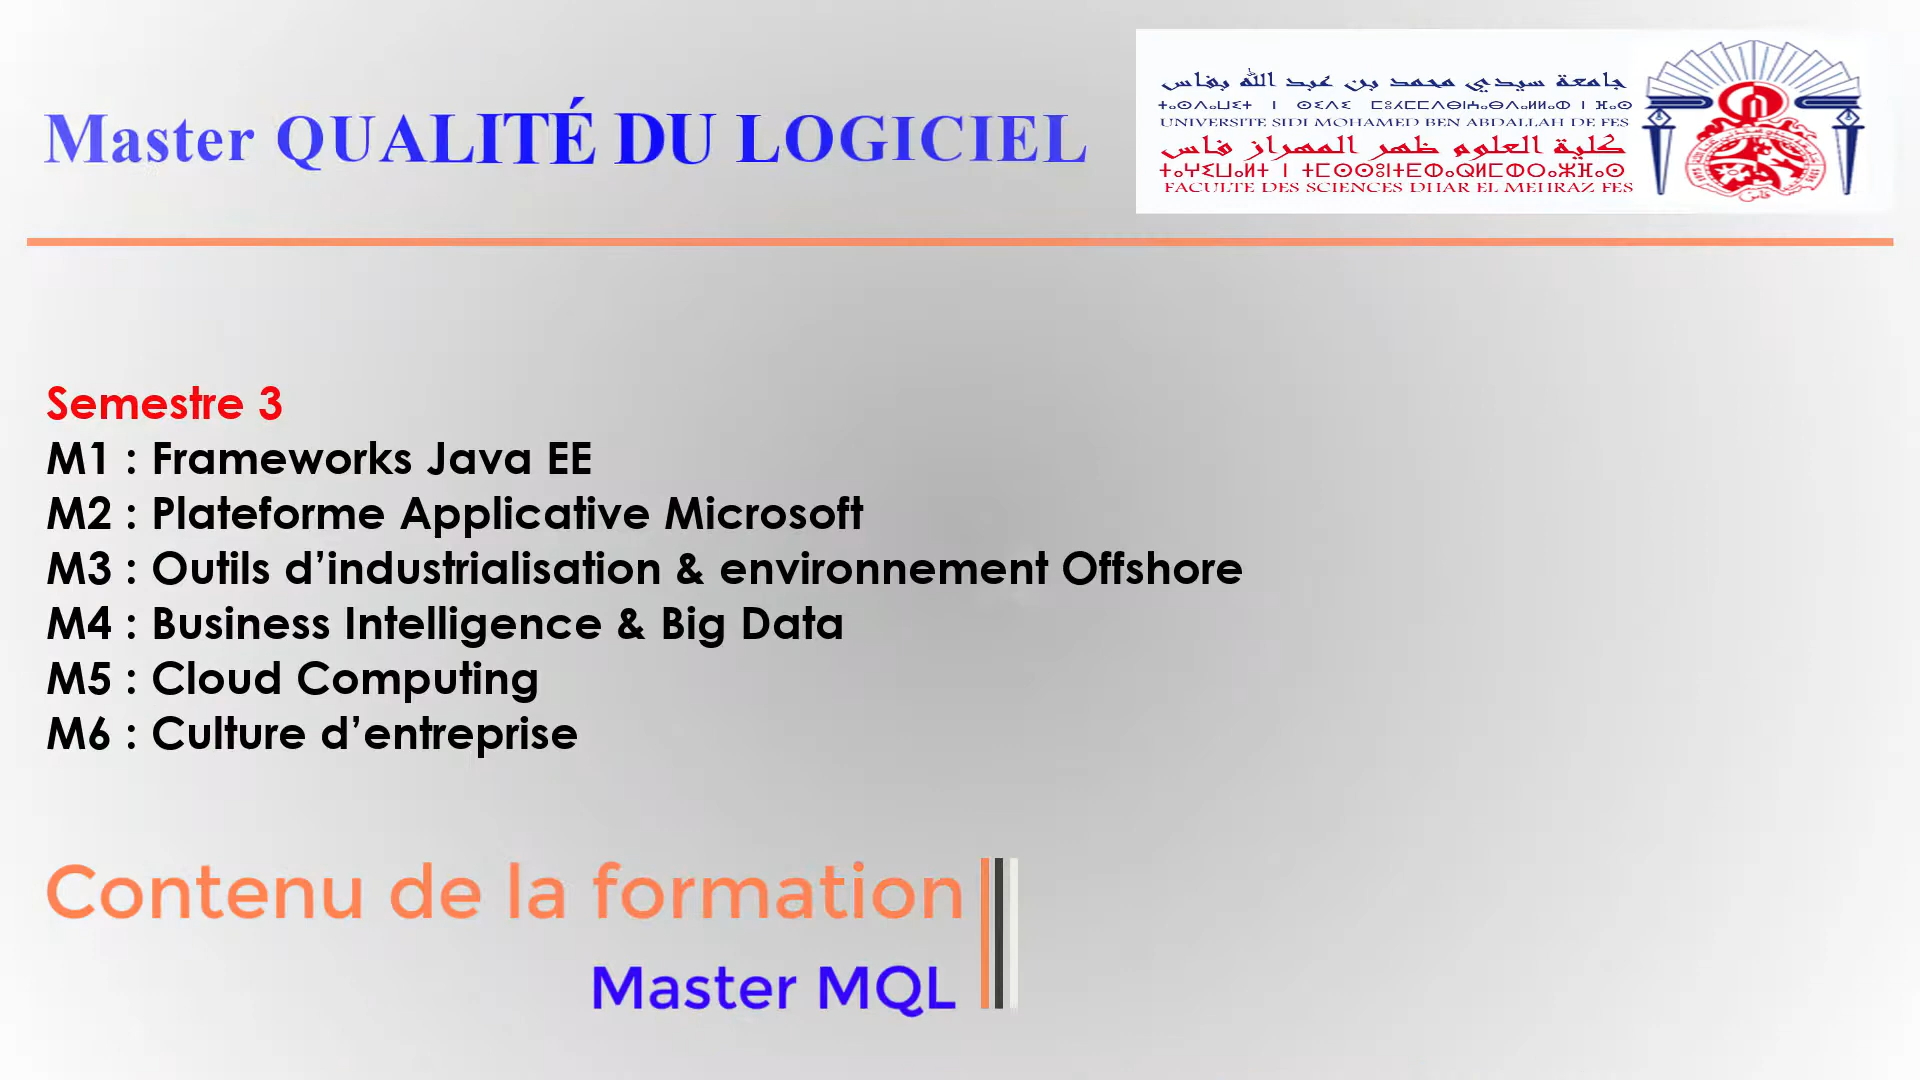 Master QUALITÉ DU LOGICIEL
جامعة سيدي محمد بن عبد الله بفاس
ⵜⴰⵙⴷⴰⵡⵉⵜ ⵏ ⵙⵉⴷⵉ
UNIVERSITE SIDI MOHAMED BEN ABDALLAH DE FES
كلية العلوم ظهر المهراز فاس
FACULTE DES SCIENCES DHAR EL MEHRAZ FES
Semestre 3
M1 : Frameworks Java EE
M2 : Plateforme Applicative Microsoft
M3 : Outils d’industrialisation & environnement Offshore
M4 : Business Intelligence & Big Data
M5 : Cloud Computing
M6 : Culture d’entreprise
Contenu de la formation
Master MQL